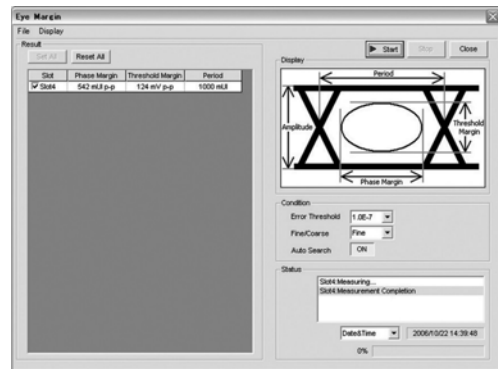 Eye Margin
File Display
Result
Set All Reset All
Slot Phase Margin Threshold Margin Period
Slot4 542 mUI p-p 124 mV p-p 1000 mUI
Start Stop Close
Display
Period
Amplitude
Threshold
Margin
Phase Margin
Condition
Error Threshold 1.0E-7
Fine/Coarse Fine
Auto Search ON
Status
Slot4:Measuring...
Slot4:Measurement Completion
Date&Time 2006/10/22 14:39:48
0%